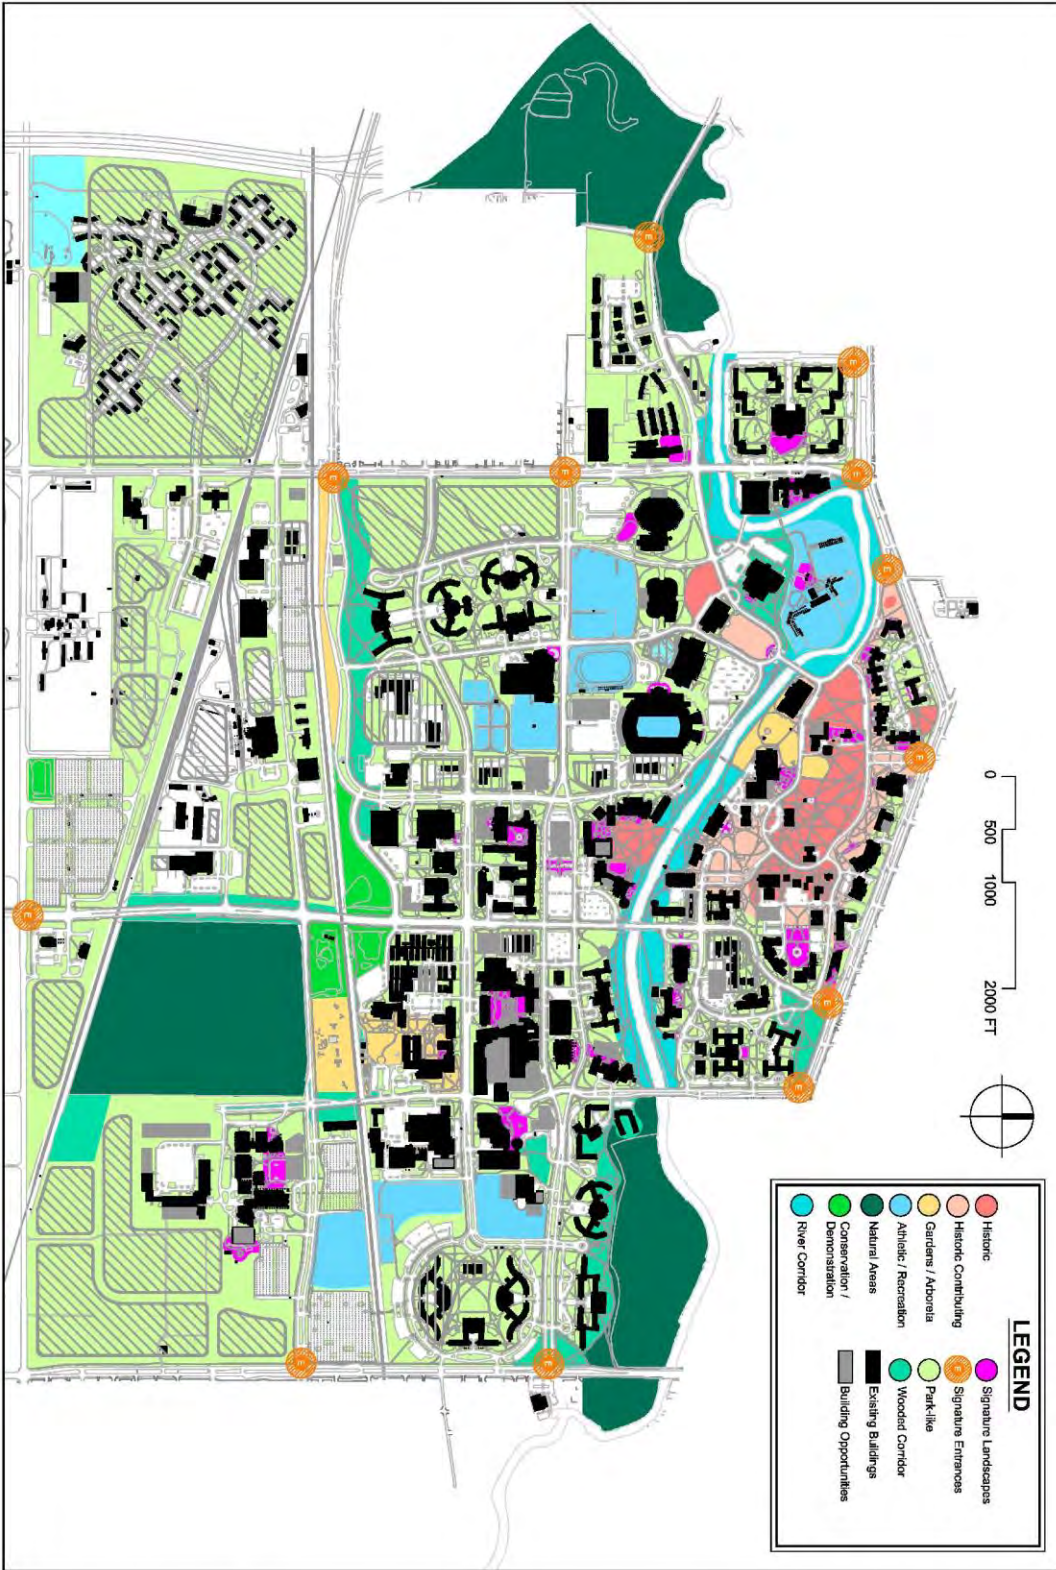 LEGEND
Historic
Historic Contributing
Gardens / Arboreta
Athletic / Recreation
Natural Areas
Conservation /
Demonstration
River Corridor
Signature Landscapes
Signature Entrances
Park-like
Wooded Corridor
Existing Buildings
Building Opportunities
0
500
1000
2000 FT
E
E
E
E
E
E
E
E
E
E
E
E